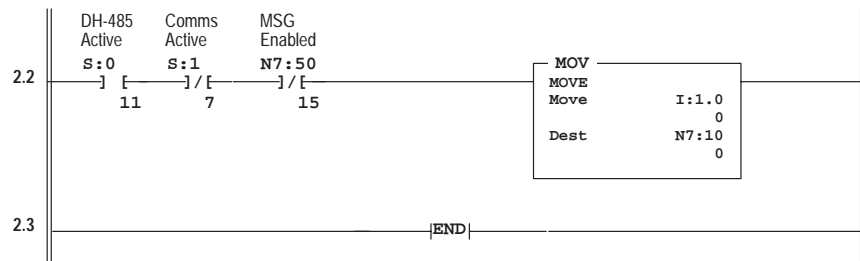 DH-485 Active
Comms Active
MSG Enabled
S:0
S:1
N7:50
2.2
] [
]/[
]/[
11
7
15
MOV
MOVE
Move I:1.0
0
Dest N7:10
0
2.3
END